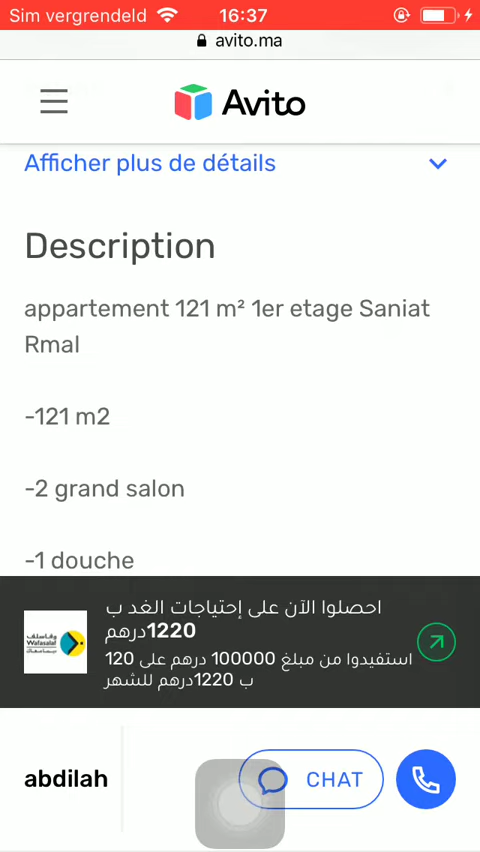 Sim vergrendeld 16:37
avito.ma
Avito
Afficher plus de détails
Description
appartement 121 m² 1er etage Saniat
Rmal
-121 m2
-2 grand salon
-1 douche
احصلوا الآن على إحتياجات الغد ب
1220درهم
استفيدوا من مبلغ 100000 درهم على 120
ب 1220درهم للشهر
وفاسلف
Wafasalaf
abdilah
CHAT